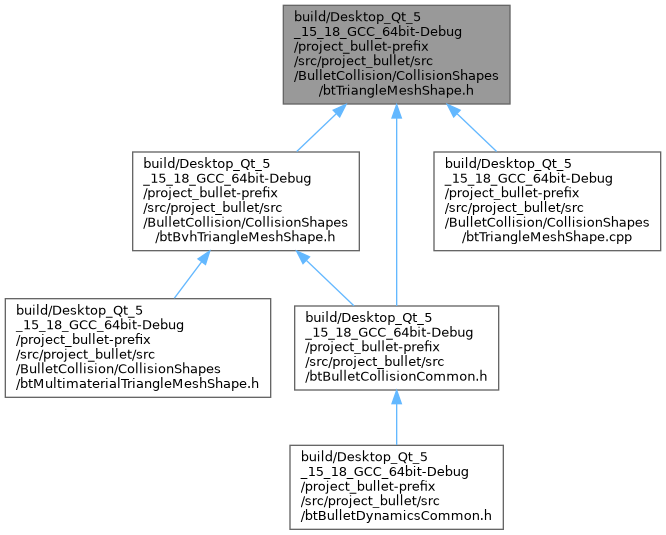 build/Desktop_Qt_5
_15_18_GCC_64bit-Debug
/project_bullet-prefix
/src/project_bullet/src
/BulletCollision/CollisionShapes
/btTriangleMeshShape.h
build/Desktop_Qt_5
_15_18_GCC_64bit-Debug
/project_bullet-prefix
/src/project_bullet/src
/BulletCollision/CollisionShapes
/btBvhTriangleMeshShape.h
build/Desktop_Qt_5
_15_18_GCC_64bit-Debug
/project_bullet-prefix
/src/project_bullet/src
/BulletCollision/CollisionShapes
/btTriangleMeshShape.cpp
build/Desktop_Qt_5
_15_18_GCC_64bit-Debug
/project_bullet-prefix
/src/project_bullet/src
/BulletCollision/CollisionShapes
/btMultimaterialTriangleMeshShape.h
build/Desktop_Qt_5
_15_18_GCC_64bit-Debug
/project_bullet-prefix
/src/project_bullet/src
/btBulletCollisionCommon.h
build/Desktop_Qt_5
_15_18_GCC_64bit-Debug
/project_bullet-prefix
/src/project_bullet/src
/btBulletDynamicsCommon.h